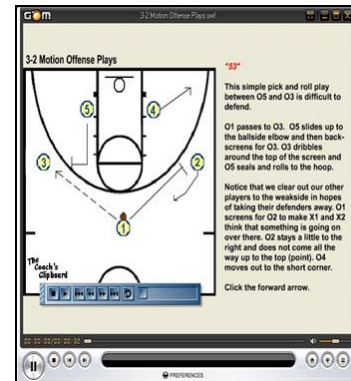 GOM
3-2 Motion Offense Plays.swf
3-2 Motion Offense Plays
"53"
This simple pick and roll play
between O5 and O3 is difficult to
defend.
O1 passes to O3. O5 slides up to
the ballside elbow and then back-
screens for O3. O3 dribbles
around the top of the screen and
O5 seals and rolls to the hoop.
Notice that we clear out our other
players to the weakside in hopes
of taking their defenders away. O1
screens for O2 to make X1 and X2
think that something is going on
over there. O2 stays a little to the
right and does not come all the
way up to the top (point). O4
moves out to the short corner.
Click the forward arrow.
5
4
3
2
1
The
Coach's
Clipboard
PREFERENCES